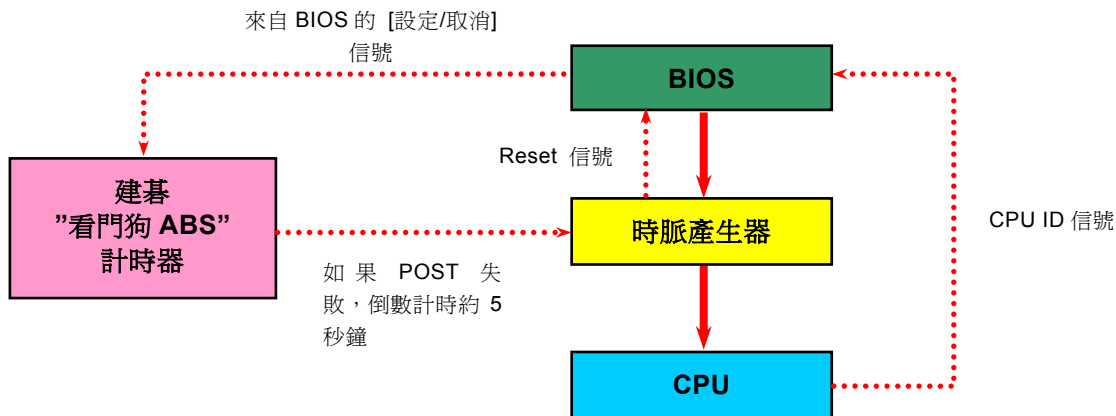 來自 BIOS 的 [設定/取消]
信號
BIOS
Reset 信號
建碁
”看門狗 ABS”
計時器
時脈產生器
CPU ID 信號
如果 POST 失
敗，倒數計時約 5
秒鐘
CPU